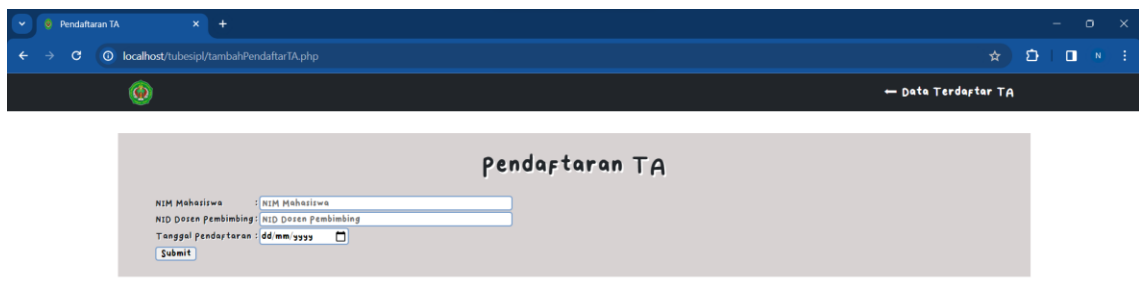 Pendaftaran TA
localhost/tubesipl/tambahPendaftarTA.php
N
← Data Terdaftar TA
Pendaftaran TA
NIM Mahasiswa : NIM Mahasiswa
NID Dosen Pembimbing : NID Dosen Pembimbing
Tanggal Pendaftaran : dd/mm/yyyy
Submit